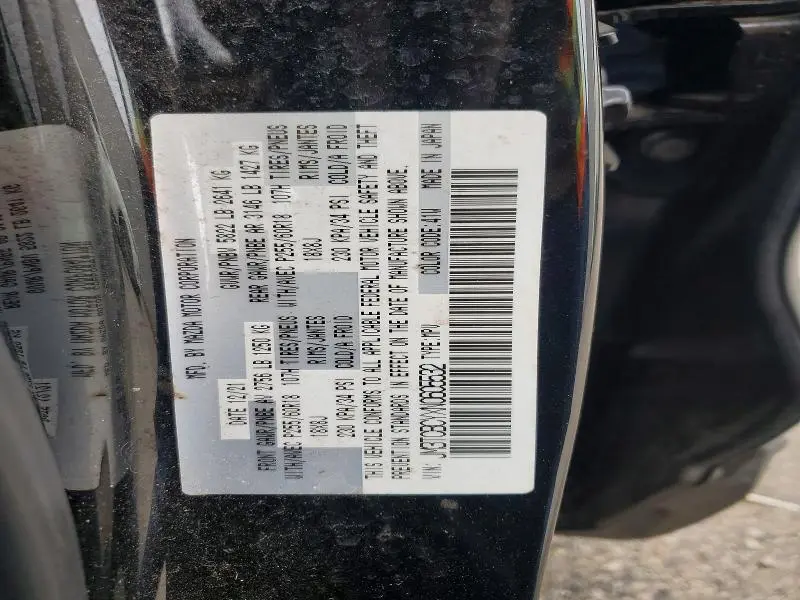 MFD. BY MAZDA MOTOR CORPORATION
DATE 12/21 GVWR/PNBV 5822 LB 2641 KG
FRONT GAWR/PNBE AV 2756 LB 1250 KG REAR GAWR/PNBE AR 3146 LB 1427 KG
WITH/AVEC P255/60R18 107H TIRES/PNEUS WITH/AVEC P255/60R18 107H TIRES/PNEUS
18X8J RIMS/JANTES 18X8J RIMS/JANTES
230 KPA/34 PSI COLD/A FROID 230 KPA/34 PSI COLD/A FROID
THIS VEHICLE CONFORMS TO ALL APPLICABLE FEDERAL MOTOR VEHICLE SAFETY AND THEFT
PREVENT ION STANDARDS IN EFFECT ON THE DATE OF MANUFACTURE SHOWN ABOVE.
VIN: JM3TCBCYXN0605532 TYPE(MPV) COLOR CODE:41W MADE IN JAPAN